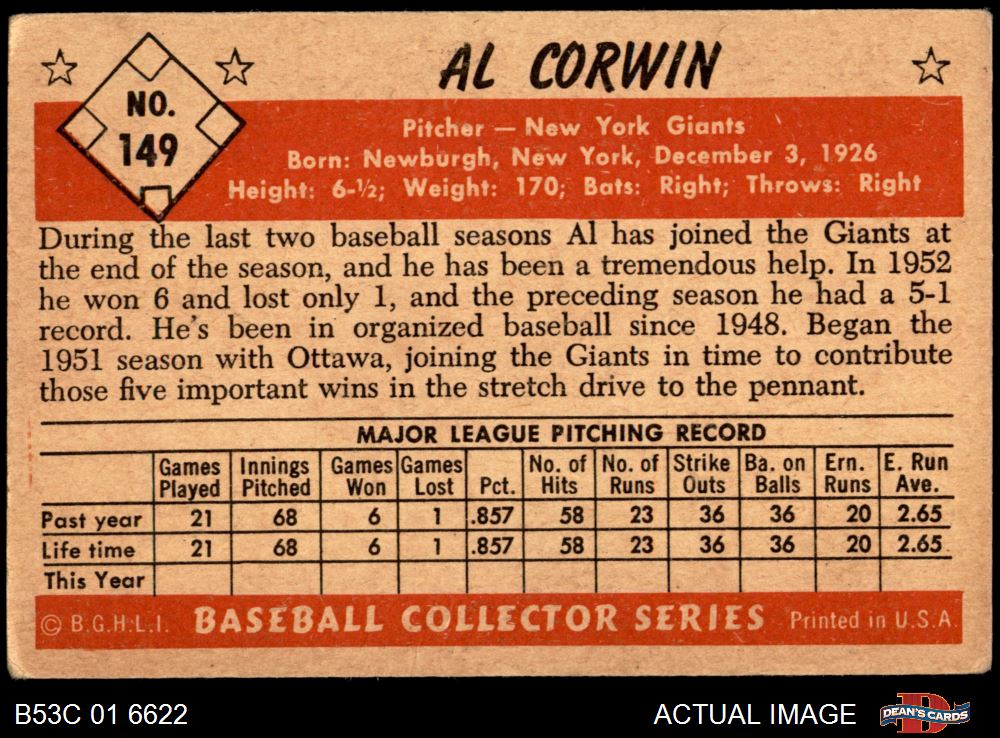 AL CORWIN
NO.
149
Pitcher — New York Giants
Born: Newburgh, New York, December 3, 1926
Height: 6-½; Weight: 170; Bats: Right; Throws: Right
During the last two baseball seasons Al has joined the Giants at
the end of the season, and he has been a tremendous help. In 1952
he won 6 and lost only 1, and the preceding season he had a 5-1
record. He's been in organized baseball since 1948. Began the
1951 season with Ottawa, joining the Giants in time to contribute
those five important wins in the stretch drive to the pennant.
MAJOR LEAGUE PITCHING RECORD
Games Innings Games Games No. of No. of Strike Ba. on Ern. E. Run
Played Pitched Won Lost Pct. Hits Runs Outs Balls Runs Ave.
Past year 21 68 6 1 .857 58 23 36 36 20 2.65
Life time 21 68 6 1 .857 58 23 36 36 20 2.65
This Year
© B.G.H.L.I. BASEBALL COLLECTOR SERIES Printed in U.S.A.
B53C 01 6622 ACTUAL IMAGE DEAN'S CARDS